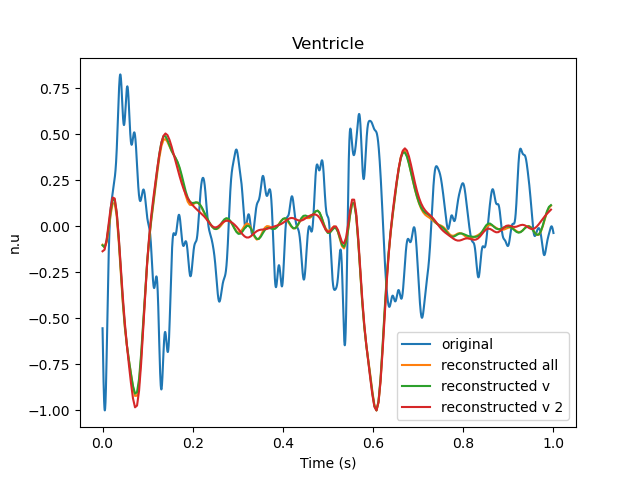 Ventricle
n.u
0.75
0.50
0.25
0.00
−0.25
−0.50
−0.75
−1.00
0.0 0.2 0.4 0.6 0.8 1.0
Time (s)
original
reconstructed all
reconstructed v
reconstructed v 2